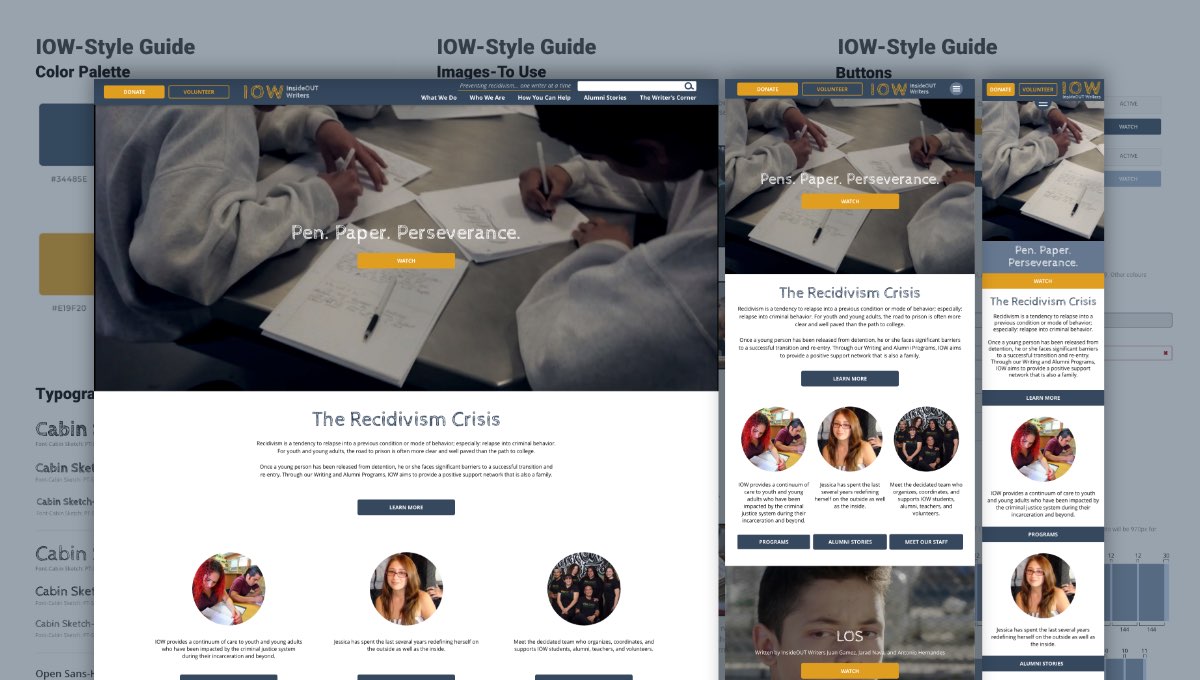 IOW-Style Guide
Color Palette
IOW-Style Guide
Images-To Use
IOW-Style Guide
Buttons
#34485E
#E19F20
Typogra
Cabin
Cabin Sket
Cabin Sketch-
Cabin
Cabin Sket
Cabin Sketch-
Open Sans-
DONATE
VOLUNTEER
IOW InsideOUT
Writers
Preventing recidivism... one writer at a time
What We Do
Who We Are
How You Can Help
Alumni Stories
The Writer's Corner
Pen. Paper. Perseverance.
WATCH
The Recidivism Crisis
Recidivism is a tendency to relapse into a previous condition or mode of behavior; especially: relapse into criminal behavior.
For youth and young adults, the road to prison is often more clear and well paved than the path to college.
Once a young person has been released from detention, he or she faces significant barriers to a successful transition and
re-entry. Through our Writing and Alumni Programs, IOW aims to provide a positive support network that is also a family.
LEARN MORE
IOW provides a continuum of care to youth and young adults
who have been impacted by the criminal justice system
during their incarceration and beyond.
Jessica has spent the last several years redefining herself on
the outside as well as the inside.
Meet the decidated team who organizes, coordinates, and
supports IOW students, alumni, teachers, and volunteers.
DONATE
VOLUNTEER
IOW InsideOUT
Writers
Pens. Paper. Perseverance.
WATCH
The Recidivism Crisis
Recidivism is a tendency to relapse into a previous condition or mode of behavior; especially:
relapse into criminal behavior. For youth and young adults, the road to prison is often more
clear and well paved than the path to college.
Once a young person has been released from detention, he or she faces significant barriers
to a successful transition and re-entry. Through our Writing and Alumni Programs, IOW aims
to provide a positive support network that is also a family.
LEARN MORE
IOW provides a continuum of
care to youth and young
adults who have been
impacted by the criminal
justice system during their
incarceration and beyond.
Jessica has spent the last
several years redefining
herself on the outside as well
as the inside.
Meet the decidated team who
organizes, coordinates, and
supports IOW students,
alumni, teachers, and
volunteers.
PROGRAMS
ALUMNI STORIES
MEET OUR STAFF
LOS
Written by InsideOUT Writers Juan Gamez, Jarad Nava, and Antonio Hernandes
WATCH
DONATE
VOLUNTEER
IOW
InsideOUT Writers
Pen. Paper.
Perseverance.
WATCH
The Recidivism Crisis
Recidivism is a tendency to relapse into a
previous condition or mode of behavior;
especially: relapse into criminal behavior.
Once a young person has been released from
detention, he or she faces significant barriers
to a successful transition and re-entry.
Through our Writing and Alumni Programs,
IOW aims to provide a positive support
network that is also a family.
LEARN MORE
IOW provides a continuum of care to youth
and young adults who have been impacted by
the criminal justice system during their
incarceration and beyond.
PROGRAMS
Jessica has spent the last several years
redefining herself on the outside as well as
the inside.
ALUMNI STORIES
ACTIVE
WATCH
ACTIVE
WATCH
Other colours
will be 970px for
12
12
30
144
144
10
11